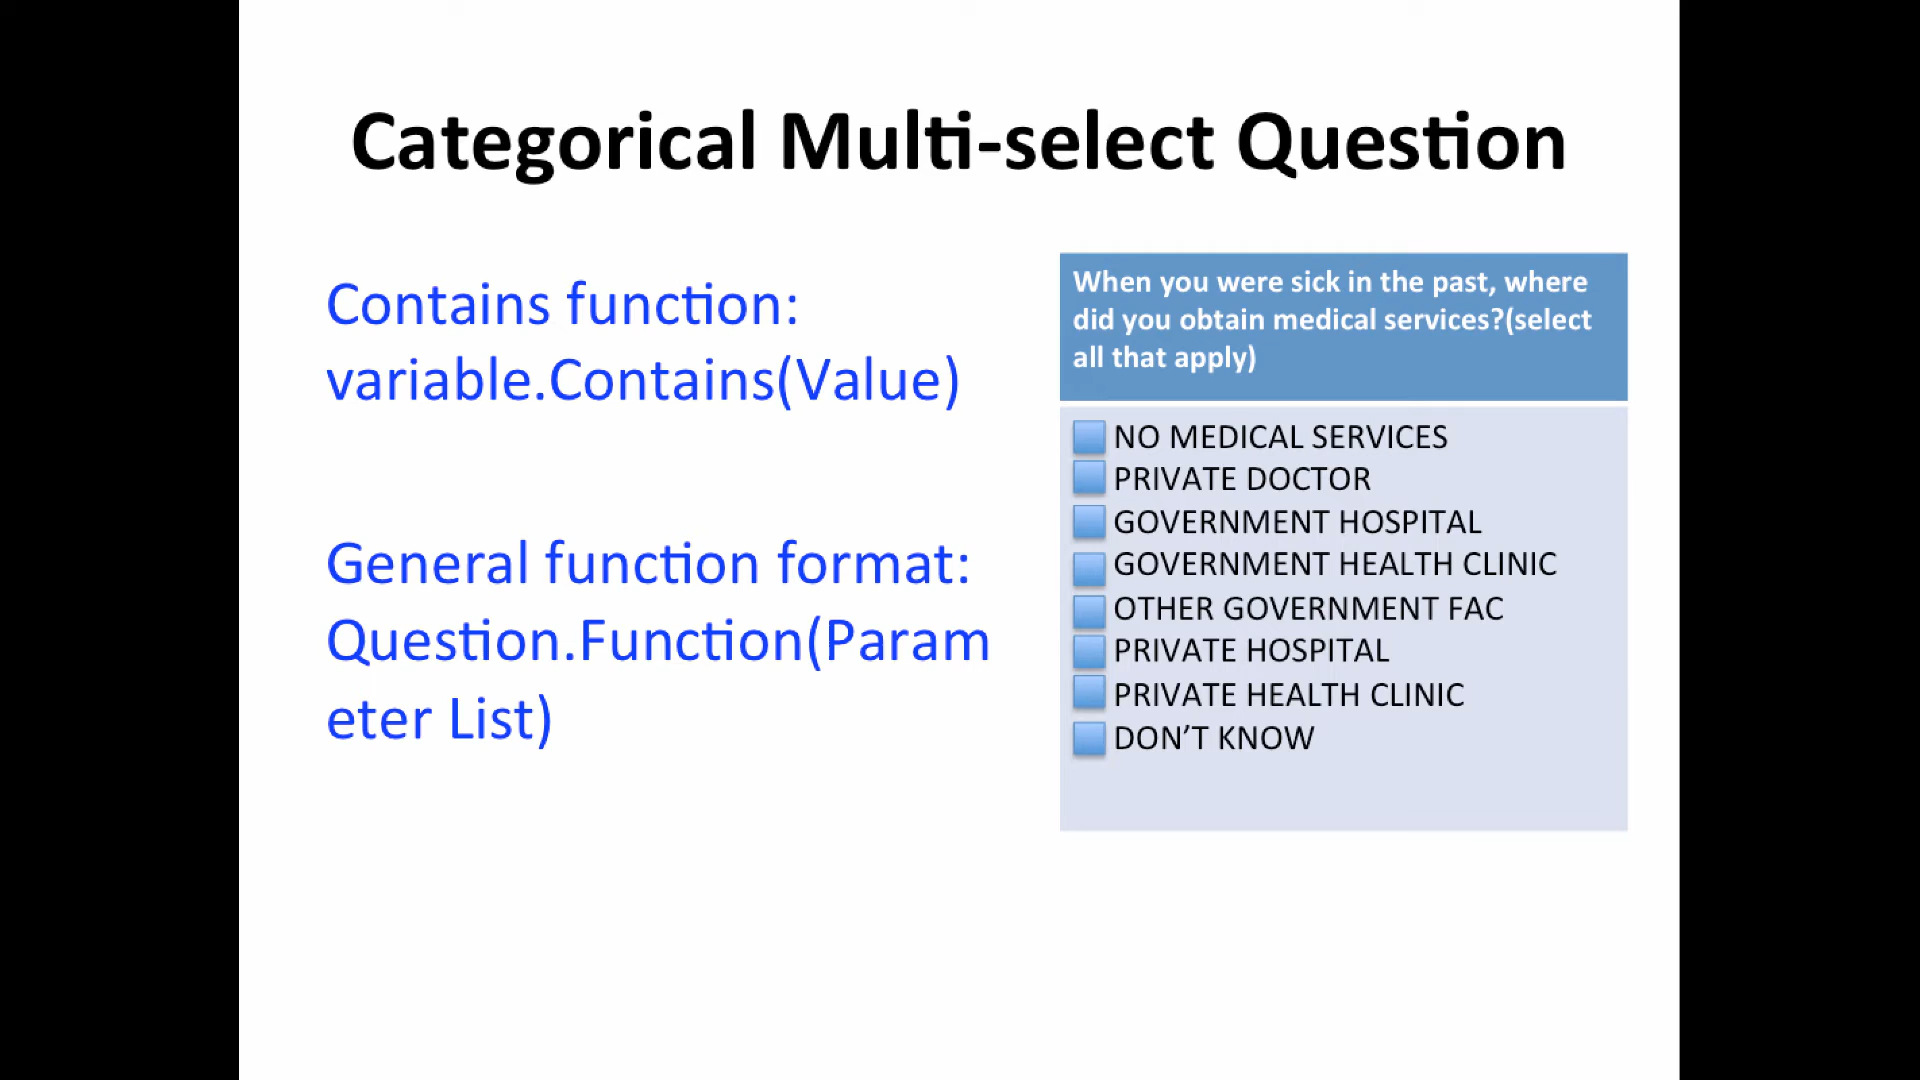 Categorical Multi-select Question
Contains function:
variable.Contains(Value)
General function format:
Question.Function(Param
eter List)
When you were sick in the past, where
did you obtain medical services?(select
all that apply)
NO MEDICAL SERVICES
PRIVATE DOCTOR
GOVERNMENT HOSPITAL
GOVERNMENT HEALTH CLINIC
OTHER GOVERNMENT FAC
PRIVATE HOSPITAL
PRIVATE HEALTH CLINIC
DON’T KNOW